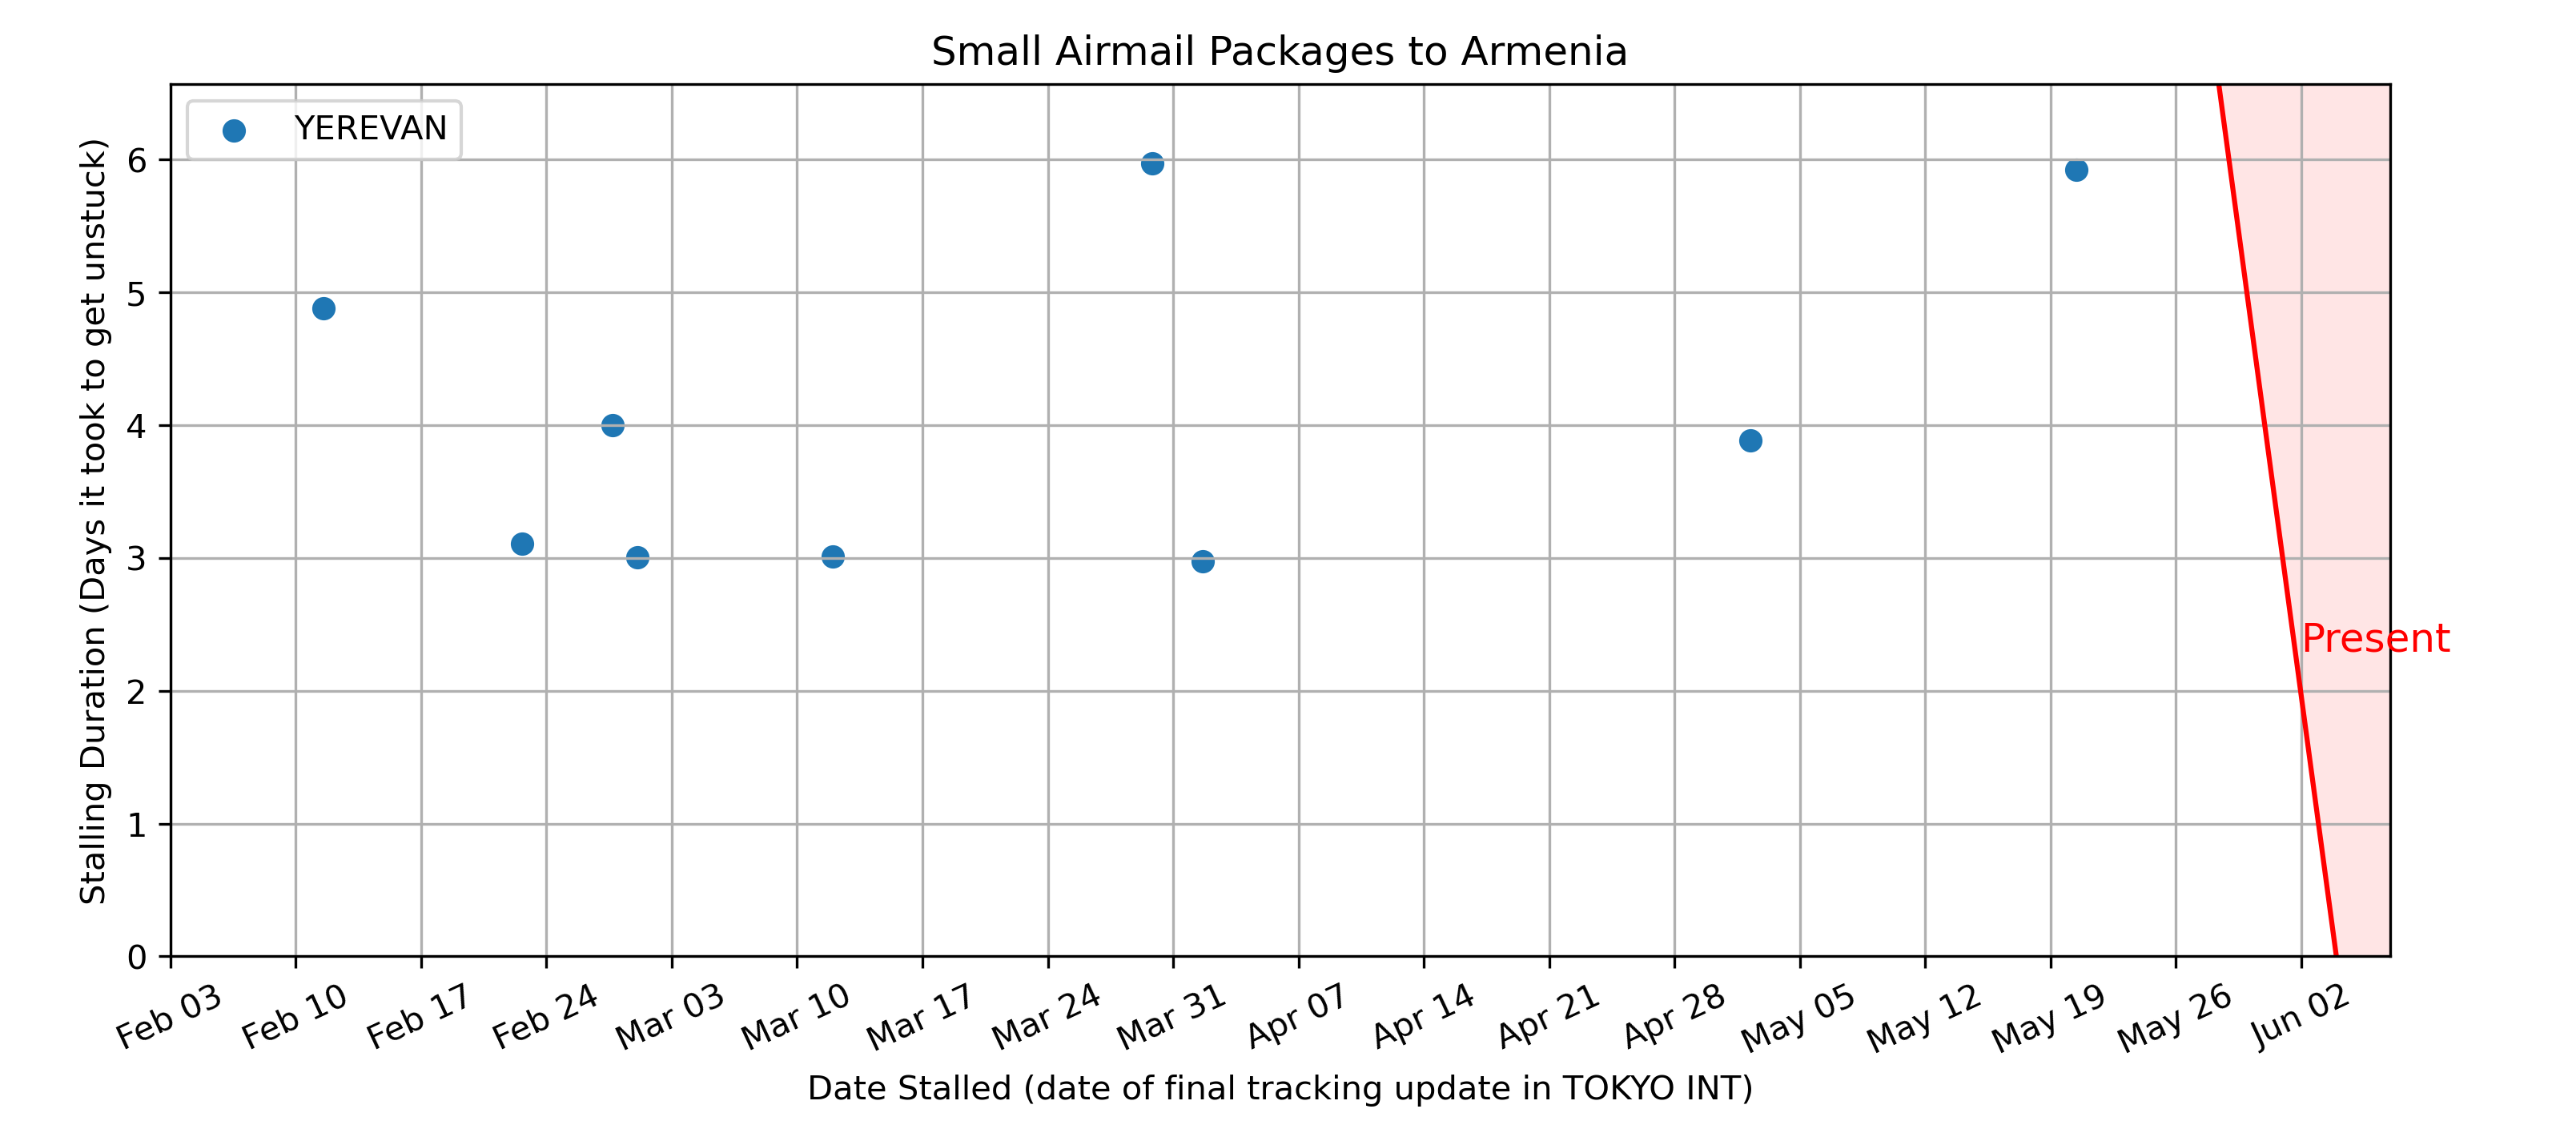 Small Airmail Packages to Armenia
YEREVAN
Stalling Duration (Days it took to get unstuck)
6
5
4
3
2
1
0
Present
Feb 03
Feb 10
Feb 17
Feb 24
Mar 03
Mar 10
Mar 17
Mar 24
Mar 31
Apr 07
Apr 14
Apr 21
Apr 28
May 05
May 12
May 19
May 26
Jun 02
Date Stalled (date of final tracking update in TOKYO INT)